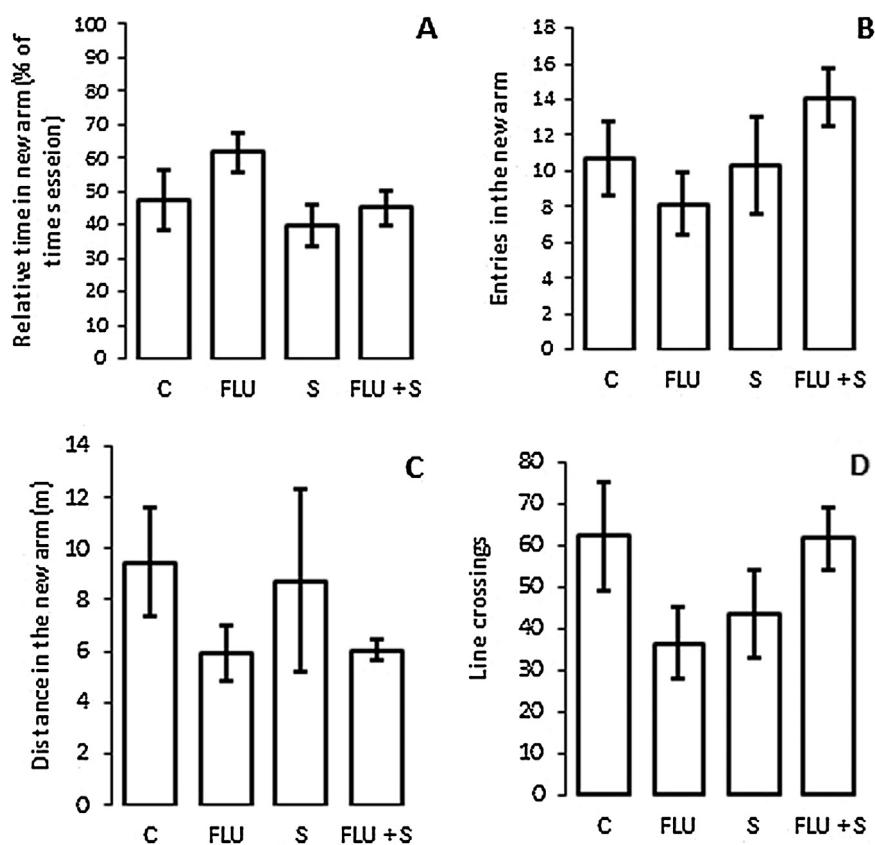 A
Relative time in new arm (% of
times esseion)
100
90
80
70
60
50
40
30
20
10
0
C FLU S FLU +S
B
Entries in the new arm
18
16
14
12
10
8
6
4
2
0
C FLU S FLU +S
C
Distance in the new arm (m)
14
12
10
8
6
4
2
0
C FLU S FLU +S
D
Line crossings
80
70
60
50
40
30
20
10
0
C FLU S FLU +S